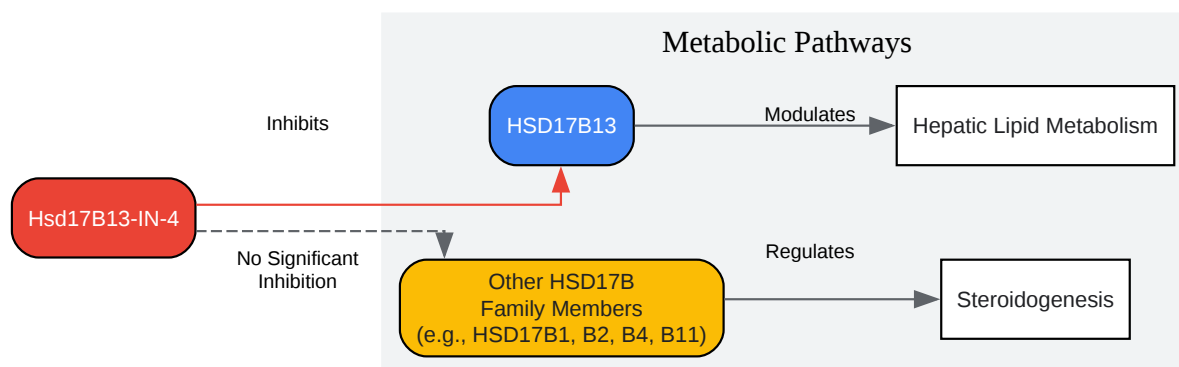 Metabolic Pathways
Inhibits
HSD17B13
Modulates
Hepatic Lipid Metabolism
Hsd17B13-IN-4
No Significant
Inhibition
Other HSD17B
Family Members
(e.g., HSD17B1, B2, B4, B11)
Regulates
Steroidogenesis